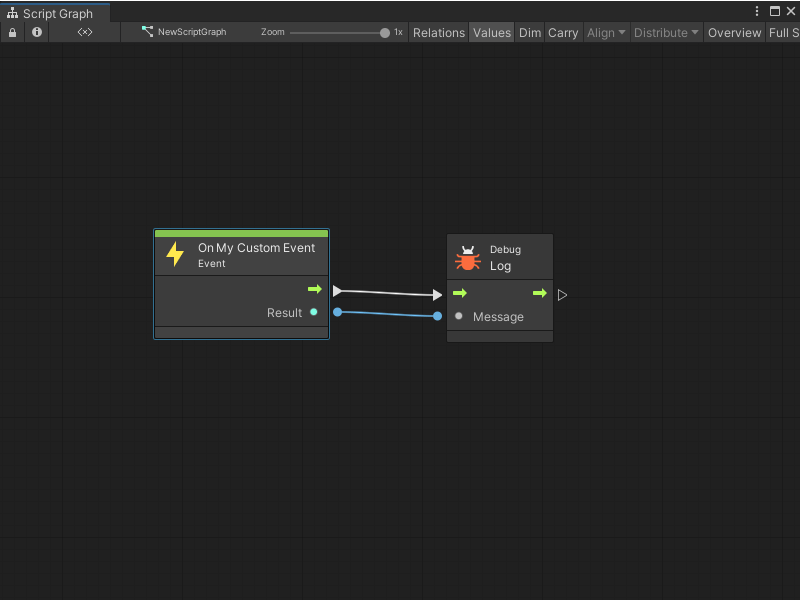 Script Graph
NewScriptGraph Zoom 1x Relations Values Dim Carry Align Distribute Overview Full S
On My Custom Event
Event
Result
Debug
Log
Message